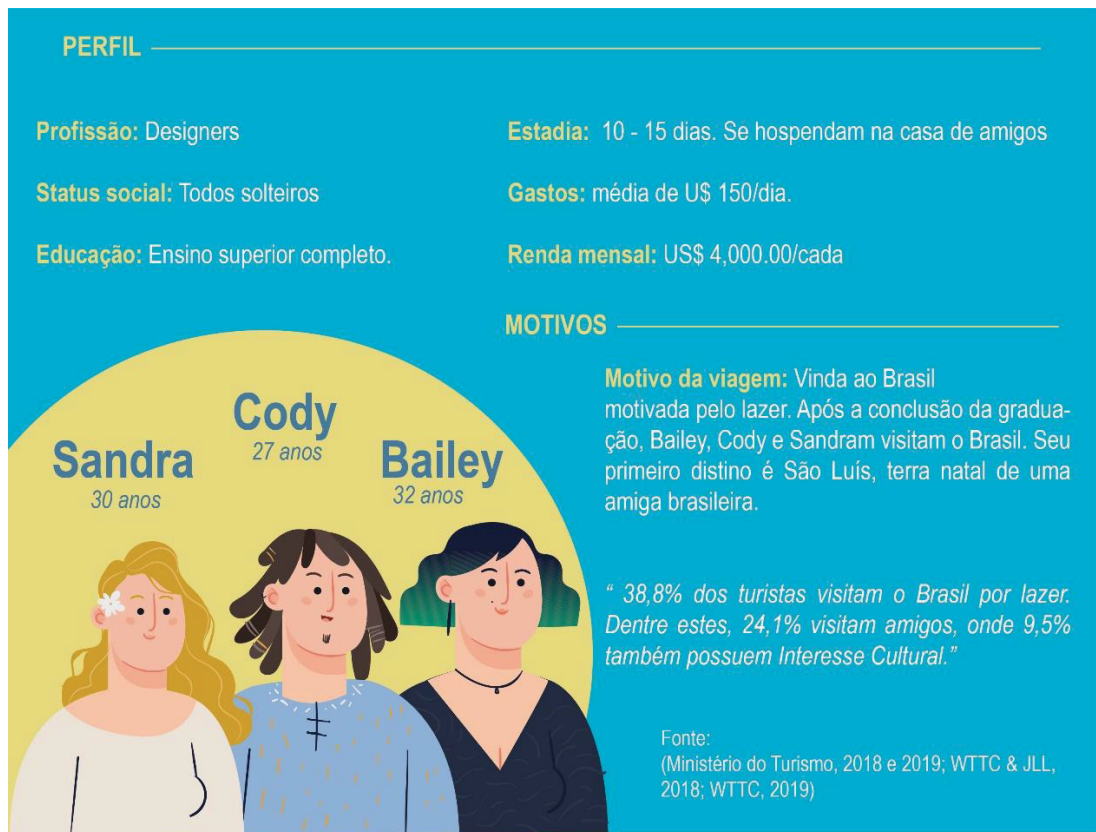 PERFIL
Profissão: Designers
Status social: Todos solteiros
Educação: Ensino superior completo.
Estadia: 10 - 15 dias. Se hospendam na casa de amigos
Gastos: média de U$ 150/dia.
Renda mensal: US$ 4,000.00/cada
MOTIVOS
Motivo da viagem: Vinda ao Brasil
motivada pelo lazer. Após a conclusão da gradua-
ção, Bailey, Cody e Sandram visitam o Brasil. Seu
primeiro distino é São Luís, terra natal de uma
amiga brasileira.
“ 38,8% dos turistas visitam o Brasil por lazer.
Dentre estes, 24,1% visitam amigos, onde 9,5%
também possuem Interesse Cultural.”
Fonte:
(Ministério do Turismo, 2018 e 2019; WTTC & JLL,
2018; WTTC, 2019)
Sandra
30 anos
Cody
27 anos
Bailey
32 anos